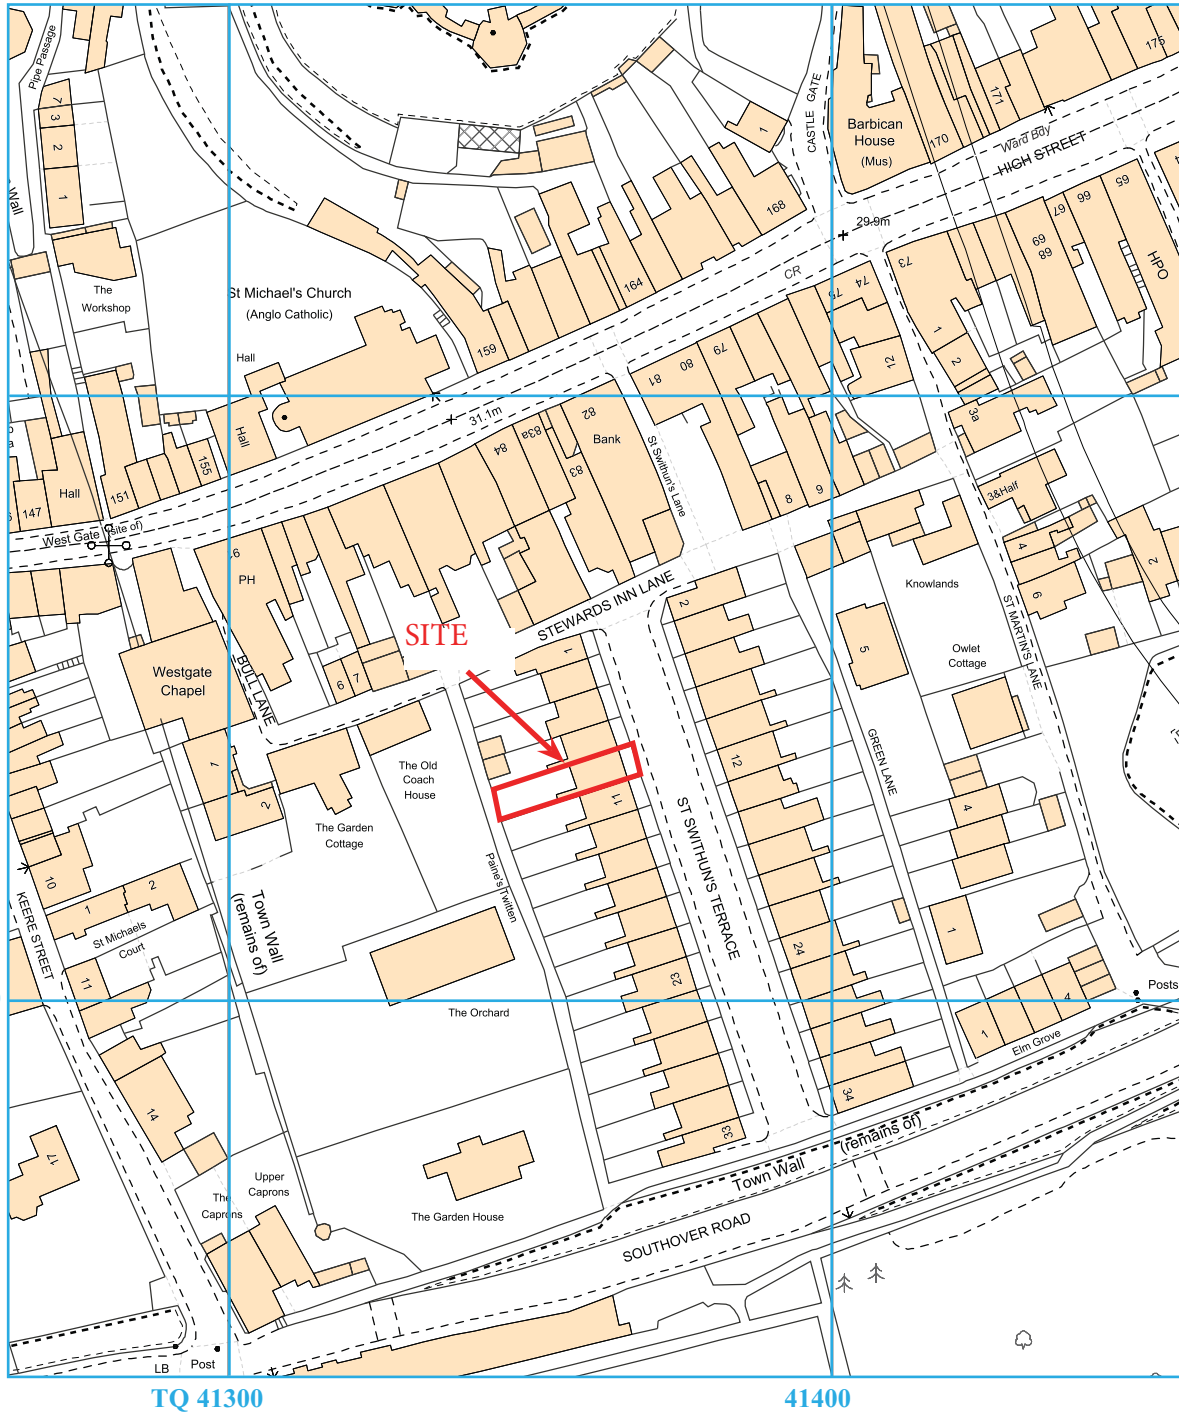 Pipe Passage
7
3
2
1
Wall
The
Workshop
St Michael's Church
(Anglo Catholic)
Hall
Hall
159
164
168
1
CASTLE GATE
Barbican
House
(Mus)
170
171
175
Ward Bdy
HIGH STREET
29.9m
CR
65
66
67
69
68
HPO
73
74
75
1
2
12
79
80
81
82
Bank
83
83a
84
31.1m
St Swithun's Lane
8
9
3a
3&Half
4
6
2
155
151
Hall
147
West Gate (site of)
PH
Westgate
Chapel
BULL LANE
6
7
STEWARDS INN LANE
SITE
1
2
Knowlands
5
Owlet
Cottage
ST MARTIN'S LANE
GREEN LANE
The Old
Coach
House
The Garden
Cottage
2
11
12
4
ST SWITHUN'S TERRACE
Paine's Twitten
10
KEERE STREET
1
2
St Michaels
Court
11
Town Wall
(remains of)
The Orchard
23
24
1
Posts
4
1
Elm Grove
34
33
14
17
Upper
Caprons
The
Caprons
The Garden House
Town Wall
(remains of)
SOUTHOVER ROAD
LB
Post
TQ 41300
41400